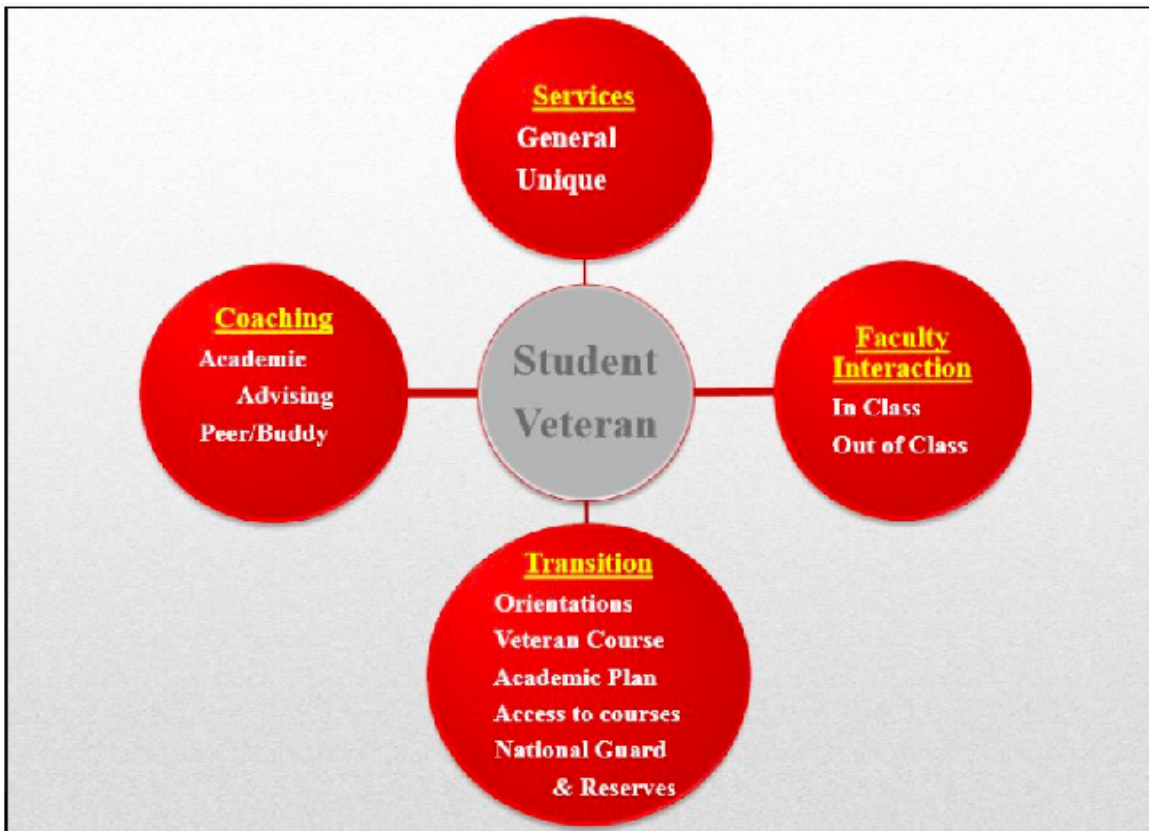 Services
General
Unique
Coaching
Academic
Advising
Peer/Buddy
Student
Veteran
Faculty
Interaction
In Class
Out of Class
Transition
Orientations
Veteran Course
Academic Plan
Access to courses
National Guard
& Reserves